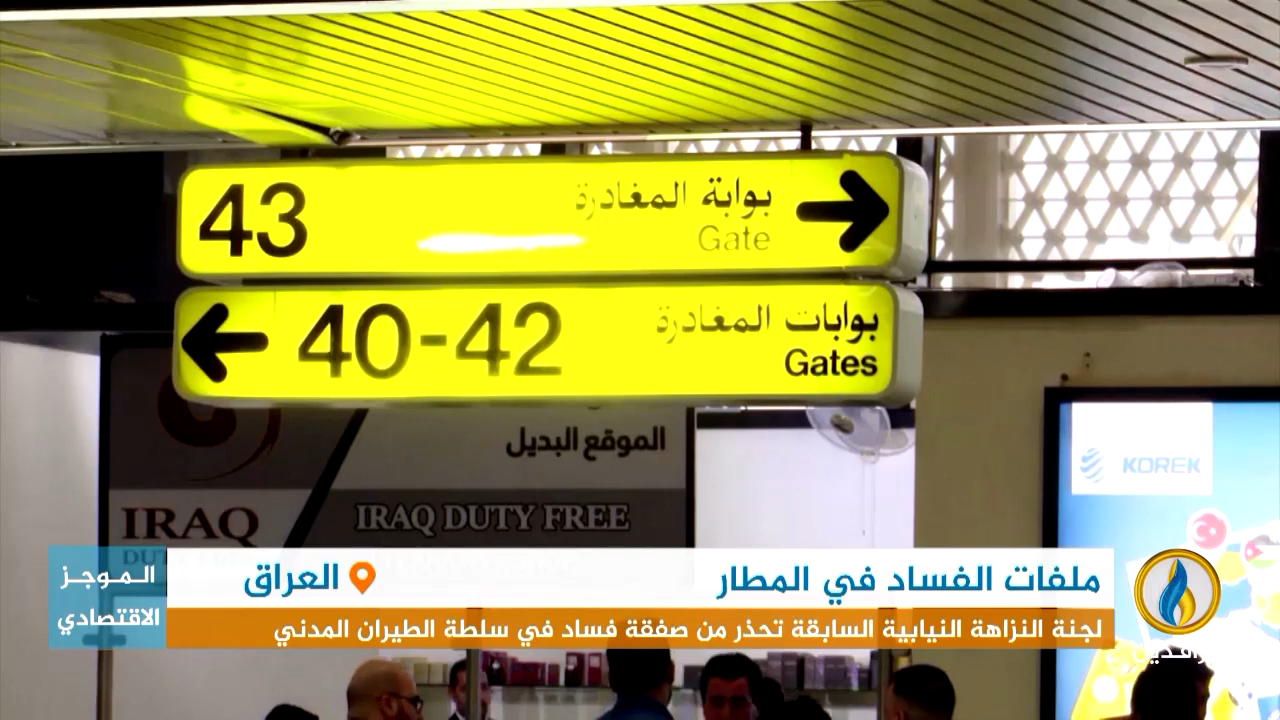 43
بوابة المغادرة
Gate
40-42
بوابات المغادرة
Gates
الموقع البديل
IRAQ
IRAQ DUTY FREE
KOREK
ملفات الفساد في المطار
العراق
الموجز
الاقتصادي
لجنة النزاهة النيابية السابقة تحذر من صفقة فساد في سلطة الطيران المدني